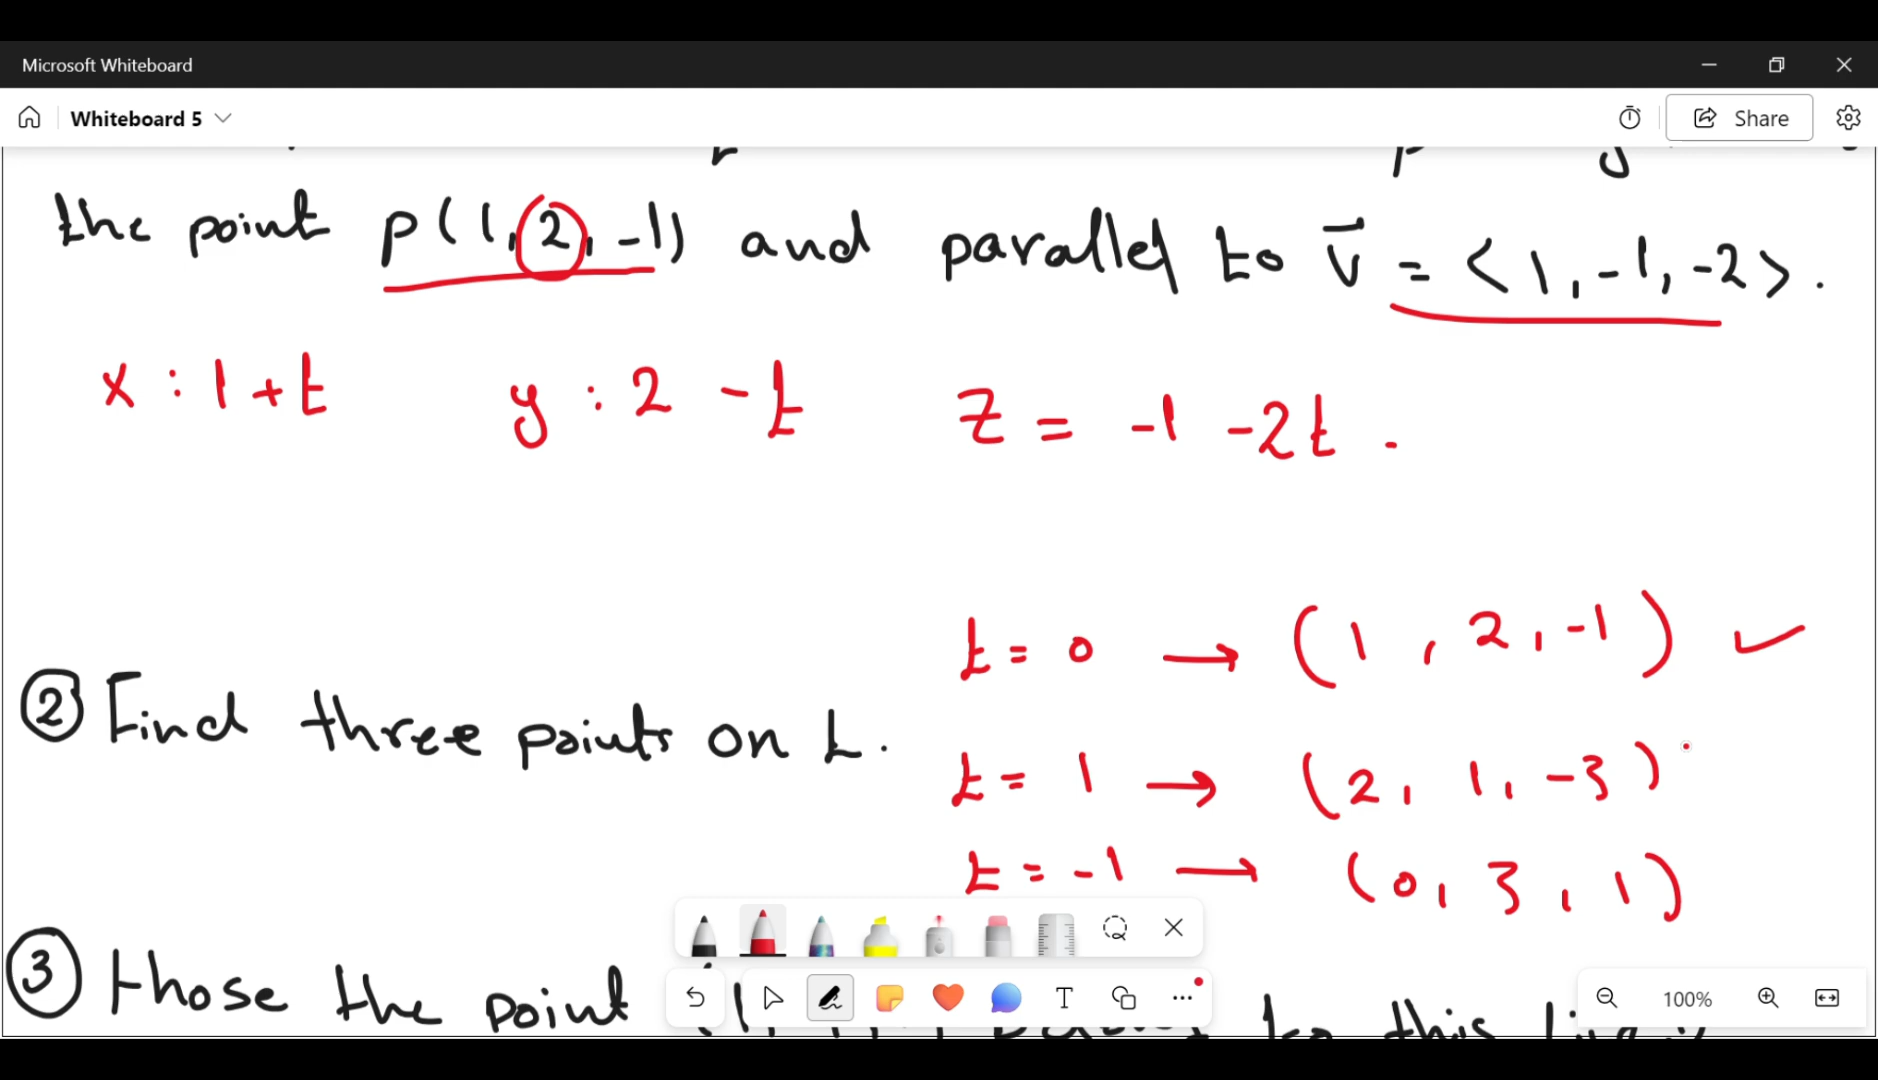 Microsoft Whiteboard
Whiteboard 5
Share
the point P(1, 2, -1) and parallel to v⃗ = <1, -1, -2>.
x : 1 + t y : 2 - t z = -1 - 2t .
t = 0 → (1, 2, -1) ✓
② Find three points on L.
t = 1 → (2, 1, -3)
t = -1 → (0, 3, 1)
③ those the point to this
T
100%